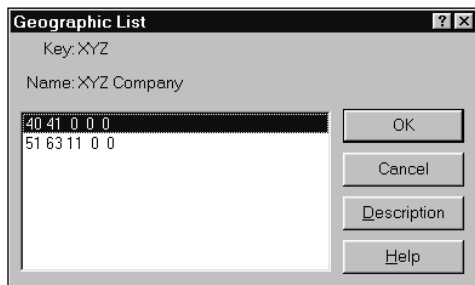 Geographic List
Key: XYZ
Name: XYZ Company
40 41 0 0 0
51 63 11 0 0
OK
Cancel
Description
Help